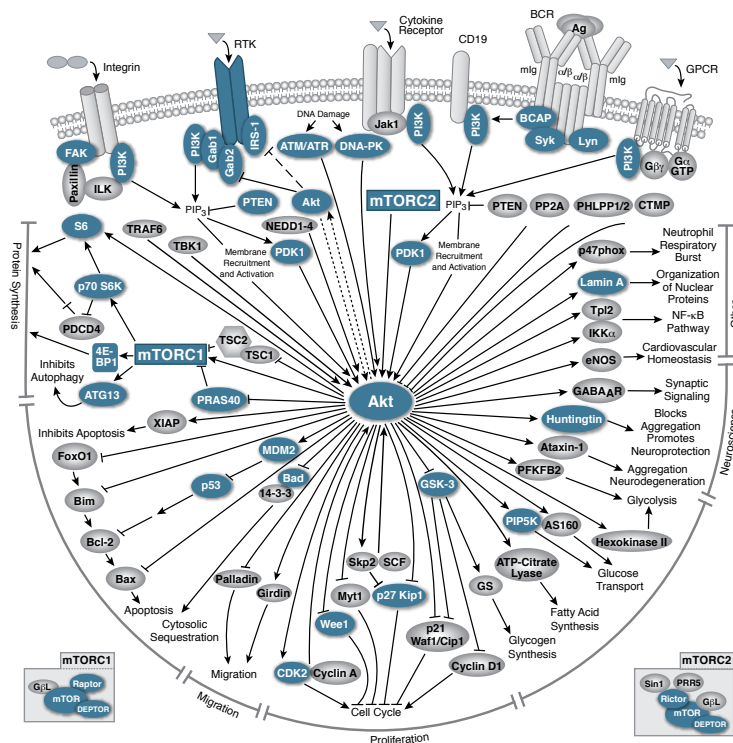 Cytokine
Receptor
CD19
BCR
Ag
RTK
Integrin
GPCR
mIg
α/β
α/β
mIg
DNA Damage
Jak1
PI3K
PI3K
BCAP
Syk
Lyn
PI3K
Gβγ
Gα
GTP
FAK
Paxillin
ILK
PI3K
PI3K
Gab1
Gab2
IRS-1
ATM/ATR
DNA-PK
PIP3
PTEN
Akt
NEDD1-4
mTORC2
PIP3
PTEN
PP2A
PHLPP1/2
CTMP
S6
TRAF6
TBK1
PDK1
Membrane
Recruitment
and Activation
PDK1
Membrane
Recruitment
and Activation
p47phox
Neutrophil
Respiratory
Burst
Lamin A
Organization
of Nuclear
Proteins
Tpl2
IKKα
NF-κB
Pathway
eNOS
Cardiovascular
Homeostasis
Other
Protein Synthesis
p70 S6K
PDCD4
4E-
BP1
mTORC1
TSC2
TSC1
Inhibits
Autophagy
ATG13
PRAS40
Akt
GABAAR
Synaptic
Signaling
Huntingtin
Blocks
Aggregation
Promotes
Neuroprotection
Ataxin-1
Aggregation
Neurodegeneration
Neuroscience
PFKFB2
Glycolysis
Inhibits Apoptosis
XIAP
FoxO1
MDM2
Bim
p53
Bad
14-3-3
GSK-3
PIP5K
AS160
Hexokinase II
Bcl-2
Bax
Apoptosis
Glucose
Transport
Cytosolic
Sequestration
Palladin
Girdin
Skp2
SCF
Myt1
p27 Kip1
Wee1
GS
ATP-Citrate
Lyase
Fatty Acid
Synthesis
p21
Waf1/Cip1
Glycogen
Synthesis
Cyclin D1
Migration
CDK2
Cyclin A
Cell Cycle
Migration
Proliferation
mTORC1
GβL
Raptor
mTOR
DEPTOR
mTORC2
Sin1
PRR5
Rictor
GβL
mTOR
DEPTOR